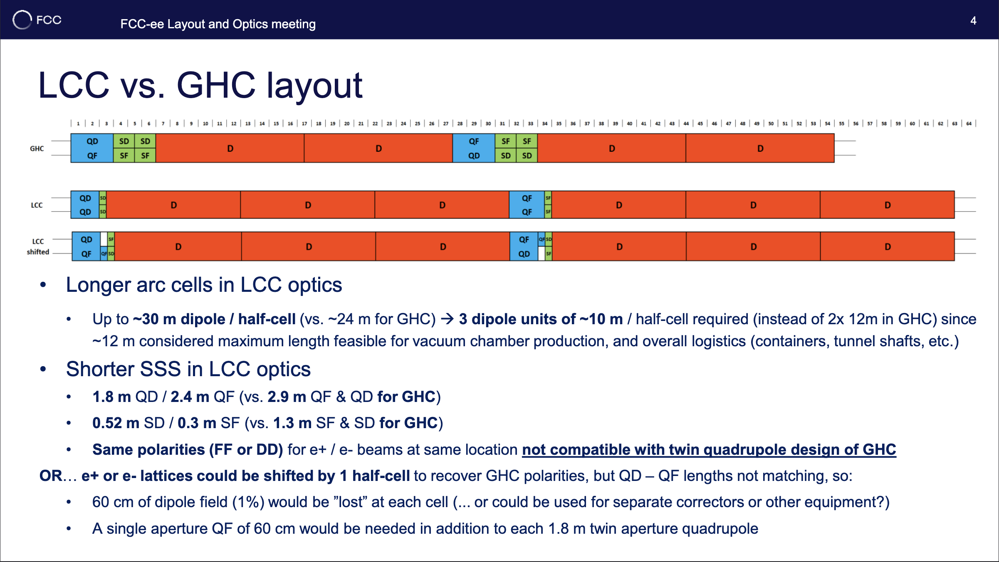 FCC
FCC-ee Layout and Optics meeting
4
LCC vs. GHC layout
1 2 3 4 5 6 7 8 9 10 11 12 13 14 15 16 17 18 19 20 21 22 23 24 25 26 27 28 29 30 31 32 33 34 35 36 37 38 39 40 41 42 43 44 45 46 47 48 49 50 51 52 53 54 55 56 57 58 59 60 61 62 63 64
QD SD SD QF SF SF
GHC D D D D
QF SF SF QD SD SD
QD SD QF SF
LCC D D D D D D
QD SD QF SF
QD SF QF QF SD
LCC
shifted D D D D D D
QF QF SD QD SF
• Longer arc cells in LCC optics
• Up to ~30 m dipole / half-cell (vs. ~24 m for GHC) → 3 dipole units of ~10 m / half-cell required (instead of 2x 12m in GHC) since
~12 m considered maximum length feasible for vacuum chamber production, and overall logistics (containers, tunnel shafts, etc.)
• Shorter SSS in LCC optics
• 1.8 m QD / 2.4 m QF (vs. 2.9 m QF & QD for GHC)
• 0.52 m SD / 0.3 m SF (vs. 1.3 m SF & SD for GHC)
• Same polarities (FF or DD) for e+ / e- beams at same location not compatible with twin quadrupole design of GHC
OR… e+ or e- lattices could be shifted by 1 half-cell to recover GHC polarities, but QD – QF lengths not matching, so:
• 60 cm of dipole field (1%) would be ”lost” at each cell (... or could be used for separate correctors or other equipment?)
• A single aperture QF of 60 cm would be needed in addition to each 1.8 m twin aperture quadrupole